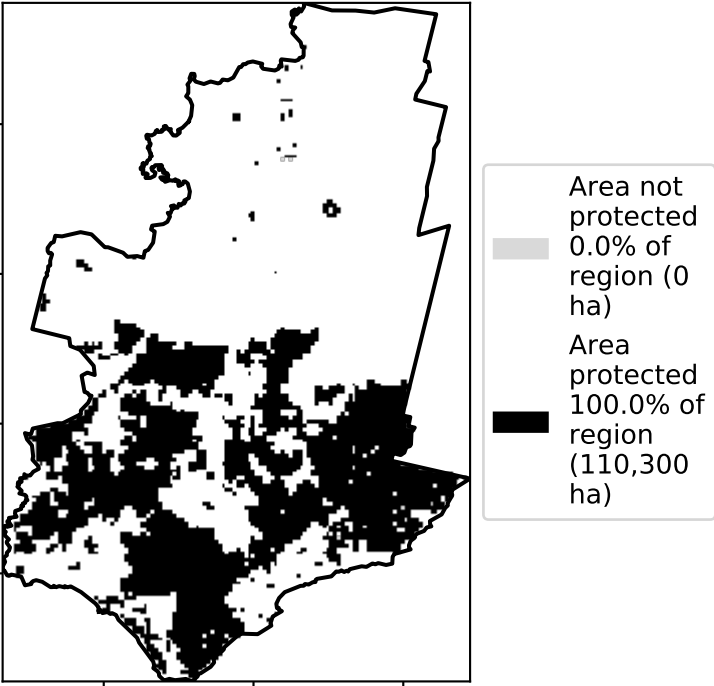 Area not
protected
0.0% of
region (0
ha)
Area
protected
100.0% of
region
(110,300
ha)